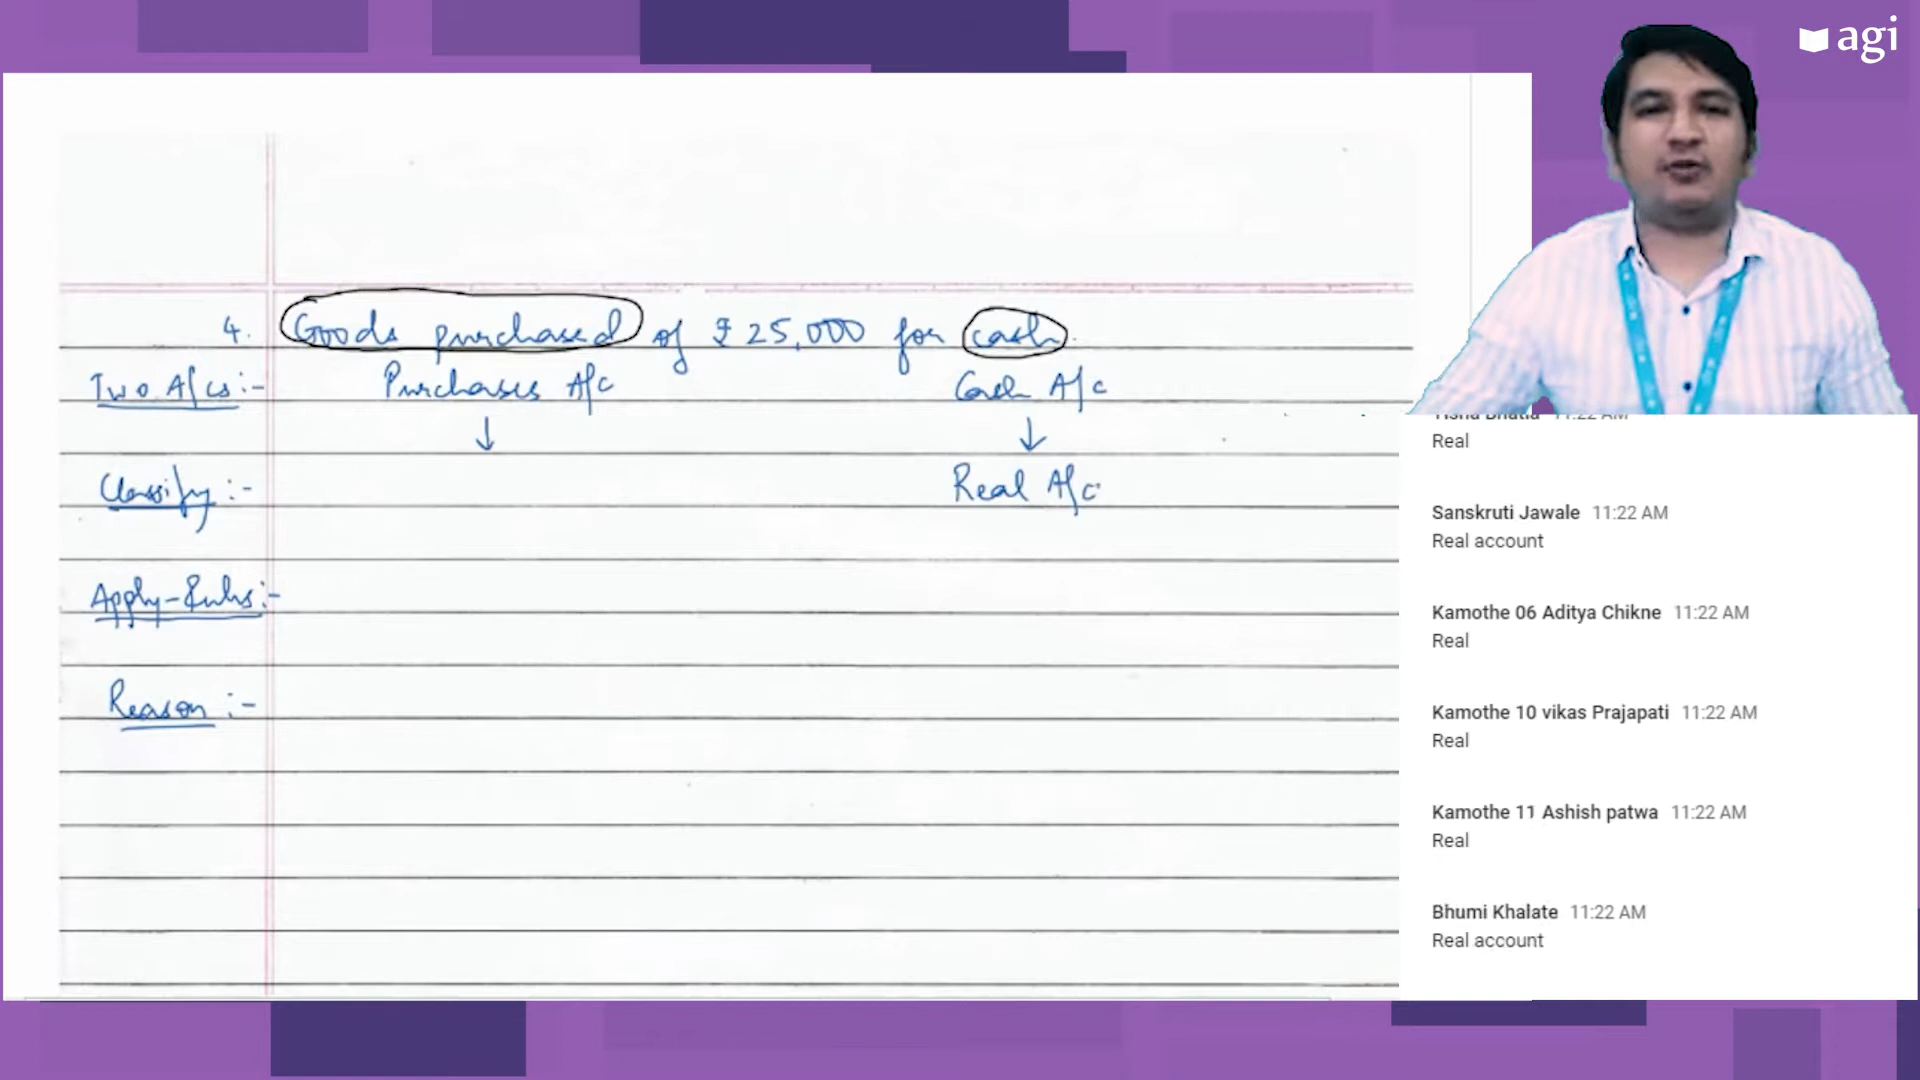 agi
4. Goods purchased of ₹ 25,000 for cash.
Two A/cs :- Purchases A/c Cash A/c
↓ ↓
Classify :- Real A/c
Apply-Rules:-
Reason :-
Real
Sanskruti Jawale 11:22 AM
Real account
Kamothe 06 Aditya Chikne 11:22 AM
Real
Kamothe 10 vikas Prajapati 11:22 AM
Real
Kamothe 11 Ashish patwa 11:22 AM
Real
Bhumi Khalate 11:22 AM
Real account